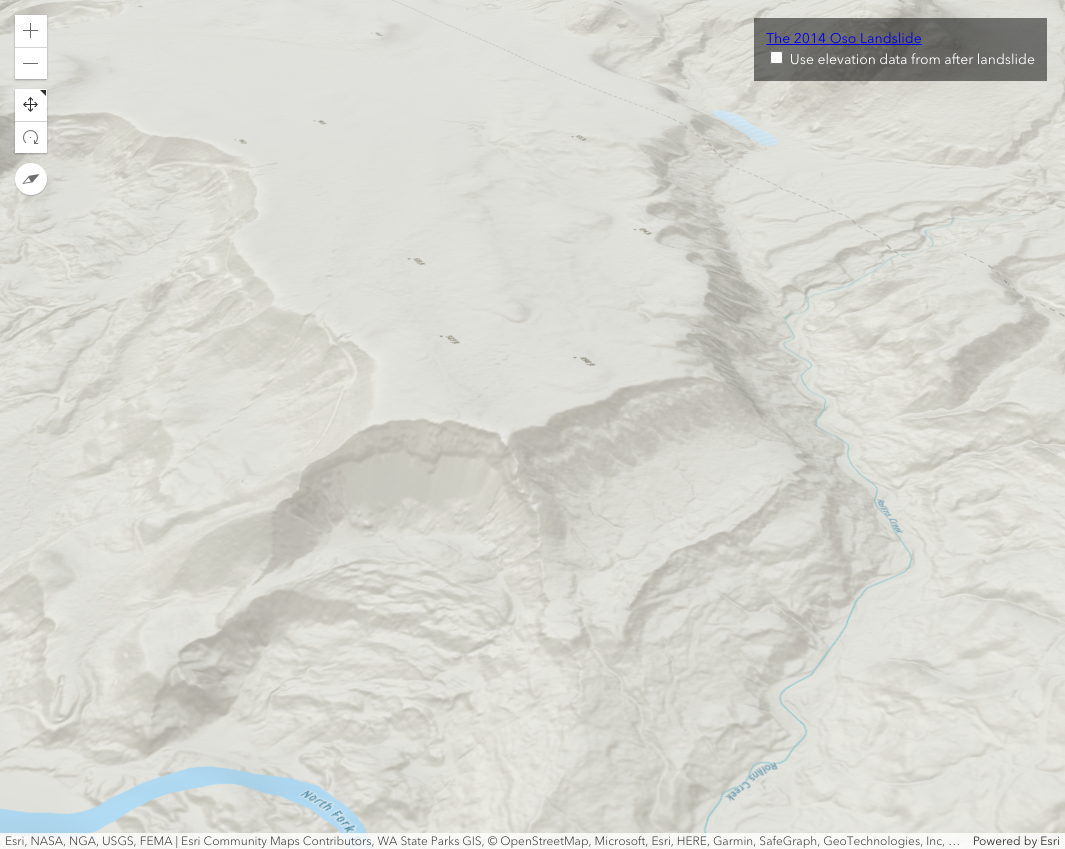 The 2014 Oso Landslide
Use elevation data from after landslide
Rollins Creek
Rollins Creek
North Fork
Esri, NASA, NGA, USGS, FEMA | Esri Community Maps Contributors, WA State Parks GIS, © OpenStreetMap, Microsoft, Esri, HERE, Garmin, SafeGraph, GeoTechnologies, Inc, ...
Powered by Esri